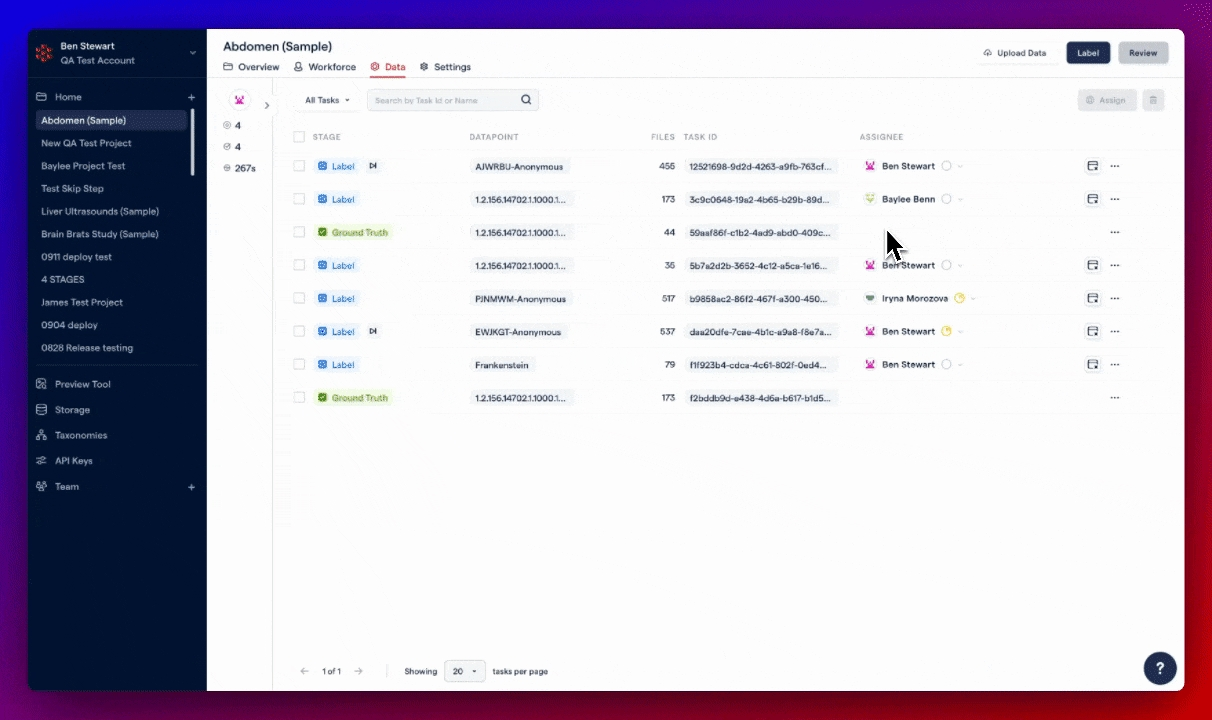 Ben Stewart
QA Test Account
Home
Abdomen (Sample)
New QA Test Project
Baylee Project Test
Test Skip Step
Liver Ultrasounds (Sample)
Brain Brats Study (Sample)
0911 deploy test
4 STAGES
James Test Project
0904 deploy
0828 Release testing
Preview Tool
Storage
Taxonomies
API Keys
Team
Abdomen (Sample)
Overview Workforce Data Settings
Upload Data Label Review
4
4
267s
All Tasks Search by Task Id or Name Assign
STAGE DATAPOINT FILES TASK ID ASSIGNEE
Label AJWRBU-Anonymous 455 12521698-9d2d-4263-a9fb-763cf... Ben Stewart
Label 1.2.156.14702.1.1000.1... 173 3c9c0648-19a2-4b65-b29b-89d... Baylee Benn
Ground Truth 1.2.156.14702.1.1000.1... 44 59aaf86f-c1b2-4ad9-abd0-409c...
Label 1.2.156.14702.1.1000.1... 35 5b7a2d2b-3652-4c12-a5ca-1e16... Ben Stewart
Label PJNMWM-Anonymous 517 b9858ac2-86f2-467f-a300-450... Iryna Morozova
Label EWJKGT-Anonymous 537 daa20dfe-7cae-4b1c-a9a8-f8e7a... Ben Stewart
Label Frankenstein 79 f1f923b4-cdca-4c61-802f-0ed4... Ben Stewart
Ground Truth 1.2.156.14702.1.1000.1... 173 f2bddb9d-e438-4d6a-b617-b1d5...
1 of 1 Showing 20 tasks per page
?